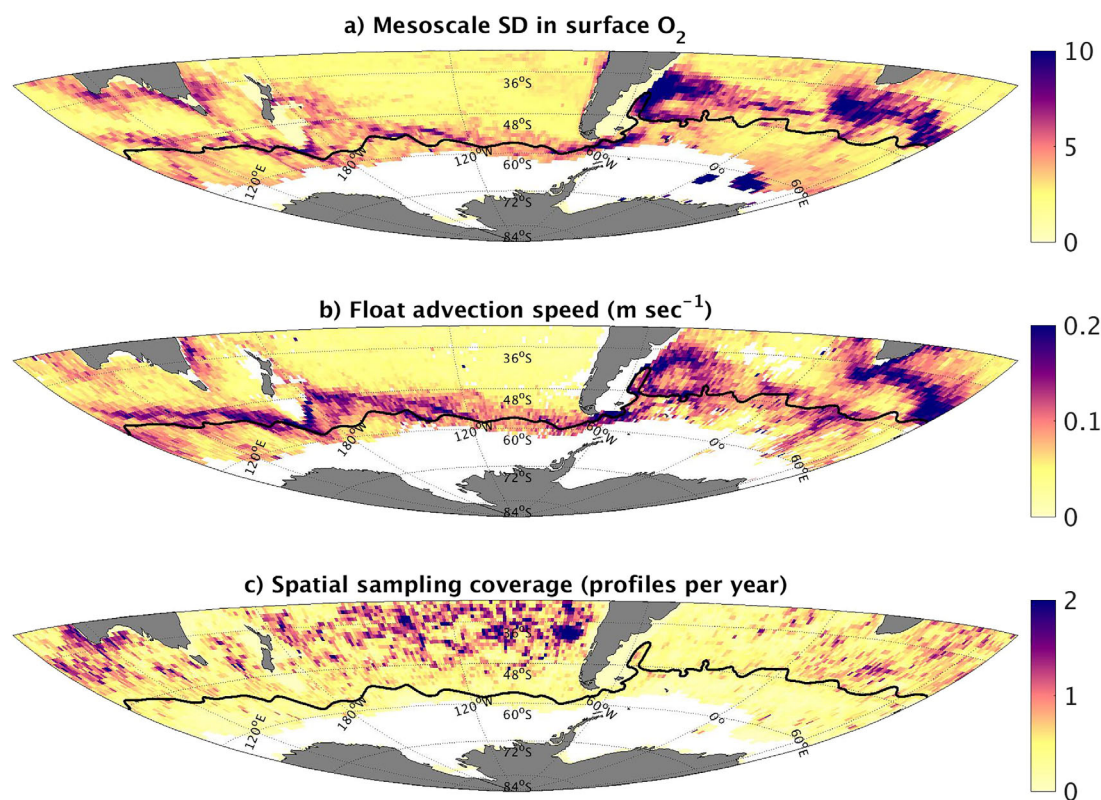 a) Mesoscale SD in surface O₂
36°S
48°S
60°S
72°S
84°S
120°E
180°W
120°W
60°W
0°
60°E
10
5
0
b) Float advection speed (m sec⁻¹)
36°S
48°S
60°S
72°S
84°S
120°E
180°W
120°W
60°W
0°
60°E
0.2
0.1
0
c) Spatial sampling coverage (profiles per year)
36°S
48°S
60°S
72°S
84°S
120°E
180°W
120°W
60°W
0°
60°E
2
1
0